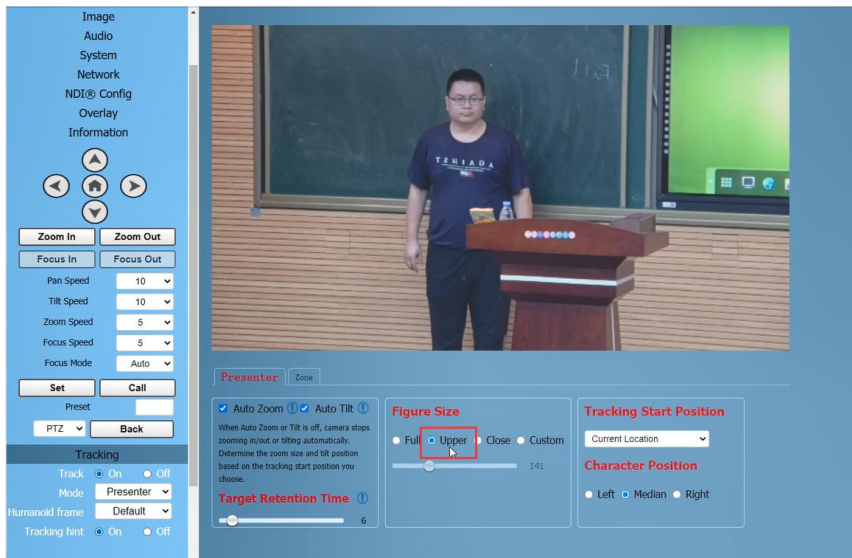 Image
Audio
System
Network
NDI® Config
Overlay
Information
Zoom In Zoom Out
Focus In Focus Out
Pan Speed 10
Tilt Speed 10
Zoom Speed 5
Focus Speed 5
Focus Mode Auto
Set Call
Preset
PTZ Back
Tracking
Track On Off
Mode Presenter
Humanoid frame Default
Tracking hint On Off
AGAINST
Presenter Zone
Auto Zoom Auto Tilt
When Auto Zoom or Tilt is off, camera stops
zooming in/out or tilting automatically.
Determine the zoom size and tilt position
based on the tracking start position you
choose.
Target Retention Time
6
Figure Size
Full Upper Close Custom
141
Tracking Start Position
Current Location
Character Position
Left Median Right